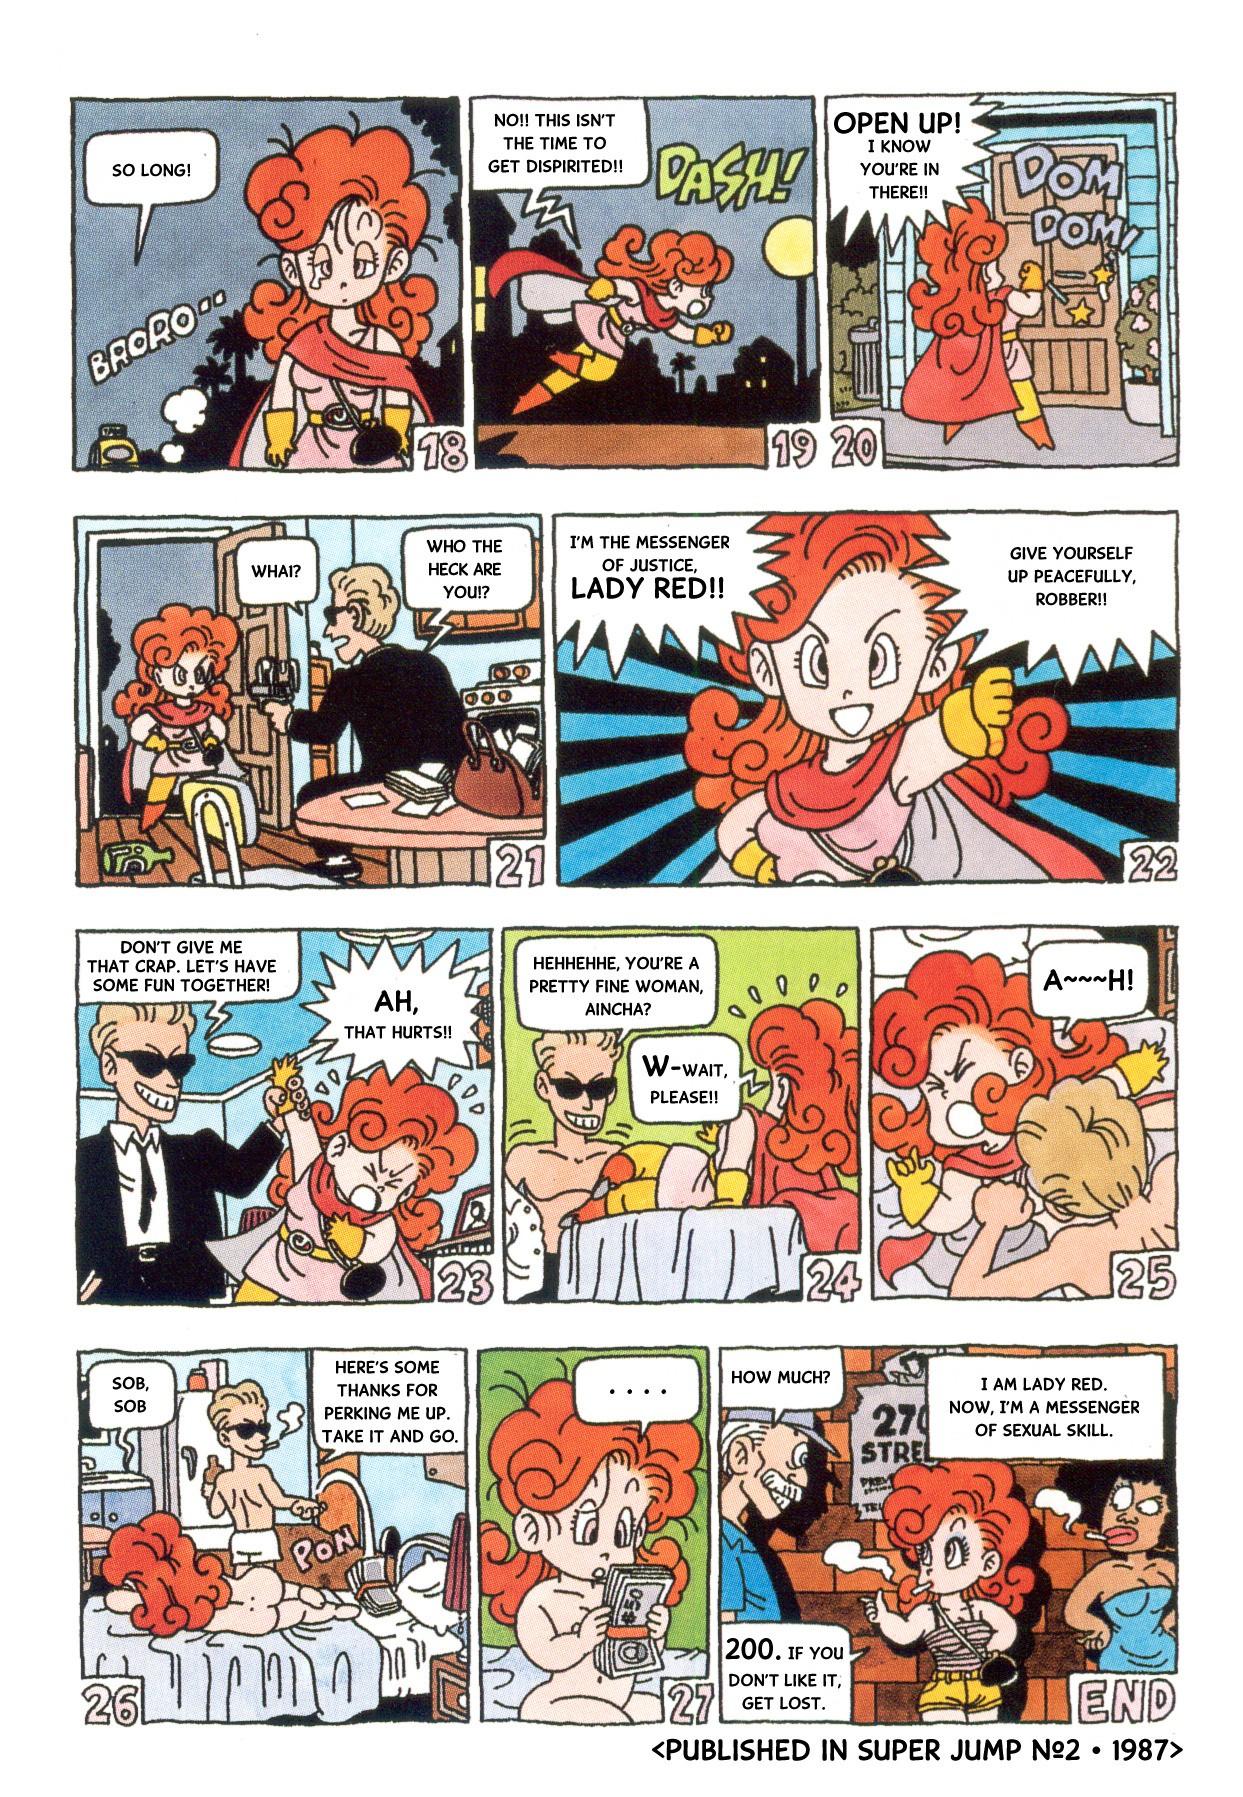 SO LONG!
BRORO"
18
NO!! THIS ISN'T
THE TIME TO
GET DISPIRITED!!
DASH!
19
OPEN UP!
I KNOW
YOU'RE IN
THERE!!
DOM
DOM!
20
WHA1?
WHO THE
HECK ARE
YOU!?
21
I'M THE MESSENGER
OF JUSTICE,
LADY RED!!
GIVE YOURSELF
UP PEACEFULLY,
ROBBER!!
22
DON'T GIVE ME
THAT CRAP. LET'S HAVE
SOME FUN TOGETHER!
AH,
THAT HURTS!!
23
HEHHEHHE, YOU'RE A
PRETTY FINE WOMAN,
AINCHA?
W-WAIT,
PLEASE!!
24
A~~~H!
25
SOB,
SOB
HERE'S SOME
THANKS FOR
PERKING ME UP.
TAKE IT AND GO.
PON
26
. . . .
27
HOW MUCH?
I AM LADY RED.
NOW, I'M A MESSENGER
OF SEXUAL SKILL.
270
STREE
200. IF YOU
DON'T LIKE IT,
GET LOST.
END
<PUBLISHED IN SUPER JUMP №2 • 1987>